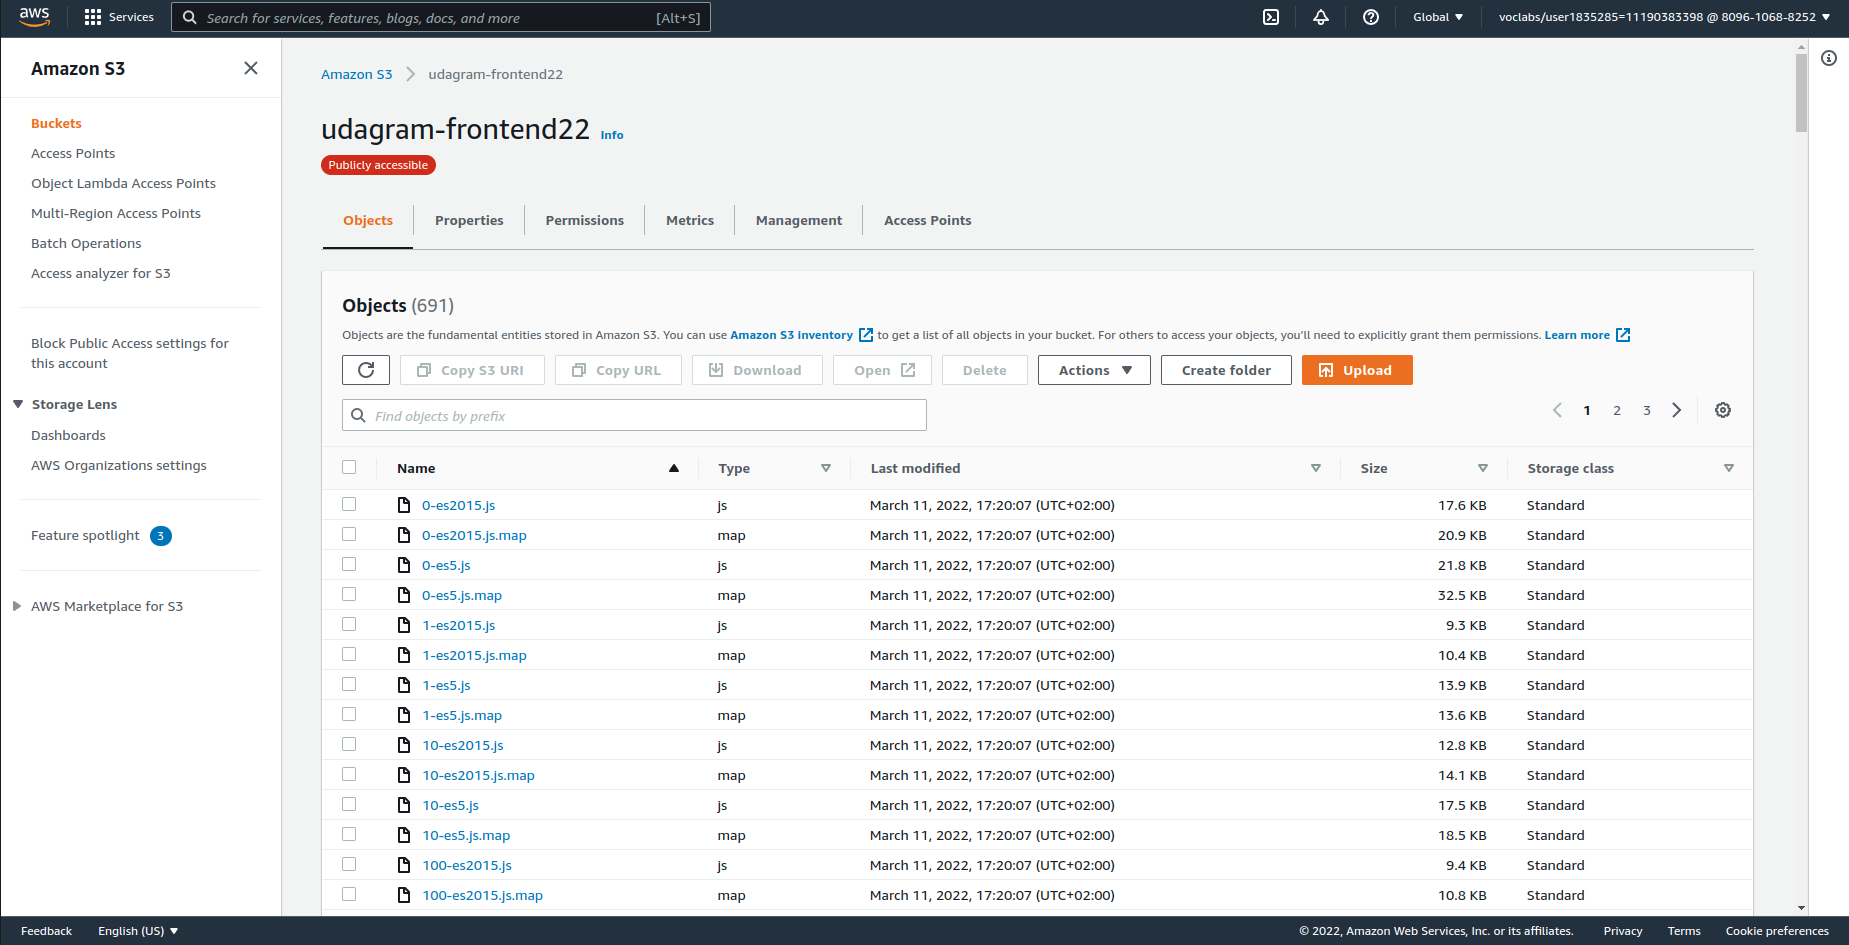 aws Services Search for services, features, blogs, docs, and more [Alt+S] Global voclabs/user1835285=11190383398 @ 8096-1068-8252
Amazon S3
Buckets
Access Points
Object Lambda Access Points
Multi-Region Access Points
Batch Operations
Access analyzer for S3
Block Public Access settings for
this account
Storage Lens
Dashboards
AWS Organizations settings
Feature spotlight 3
AWS Marketplace for S3
Amazon S3 udagram-frontend22
udagram-frontend22 Info
Publicly accessible
Objects Properties Permissions Metrics Management Access Points
Objects (691)
Objects are the fundamental entities stored in Amazon S3. You can use Amazon S3 Inventory to get a list of all objects in your bucket. For others to access your objects, you'll need to explicitly grant them permissions. Learn more
Copy S3 URI Copy URL Download Open Delete Actions Create folder Upload
Find objects by prefix 1 2 3
Name Type Last modified Size Storage class
0-es2015.js js March 11, 2022, 17:20:07 (UTC+02:00) 17.6 KB Standard
0-es2015.js.map map March 11, 2022, 17:20:07 (UTC+02:00) 20.9 KB Standard
0-es5.js js March 11, 2022, 17:20:07 (UTC+02:00) 21.8 KB Standard
0-es5.js.map map March 11, 2022, 17:20:07 (UTC+02:00) 32.5 KB Standard
1-es2015.js js March 11, 2022, 17:20:07 (UTC+02:00) 9.3 KB Standard
1-es2015.js.map map March 11, 2022, 17:20:07 (UTC+02:00) 10.4 KB Standard
1-es5.js js March 11, 2022, 17:20:07 (UTC+02:00) 13.9 KB Standard
1-es5.js.map map March 11, 2022, 17:20:07 (UTC+02:00) 13.6 KB Standard
10-es2015.js js March 11, 2022, 17:20:07 (UTC+02:00) 12.8 KB Standard
10-es2015.js.map map March 11, 2022, 17:20:07 (UTC+02:00) 14.1 KB Standard
10-es5.js js March 11, 2022, 17:20:07 (UTC+02:00) 17.5 KB Standard
10-es5.js.map map March 11, 2022, 17:20:07 (UTC+02:00) 18.5 KB Standard
100-es2015.js js March 11, 2022, 17:20:07 (UTC+02:00) 9.4 KB Standard
100-es2015.js.map map March 11, 2022, 17:20:07 (UTC+02:00) 10.8 KB Standard
Feedback English (US) © 2022, Amazon Web Services, Inc. or its affiliates. Privacy Terms Cookie preferences